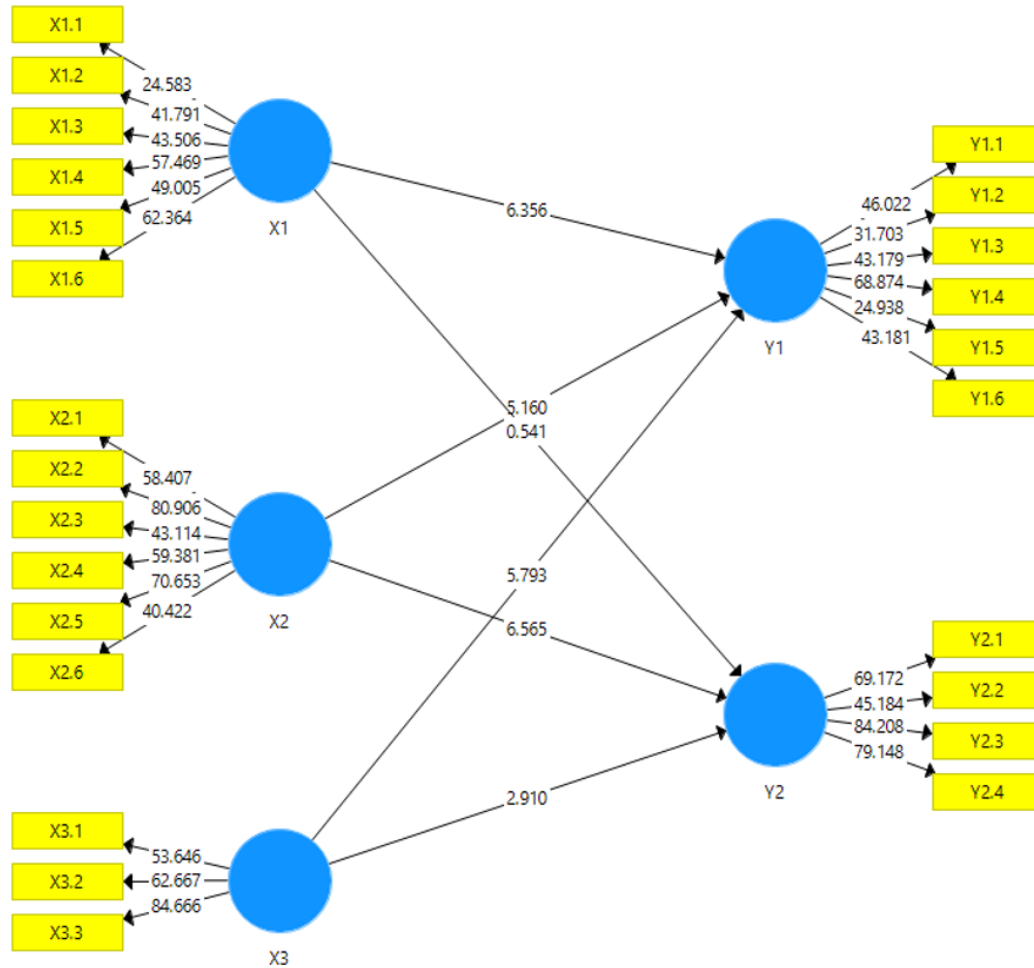 X1.1
X1.2
X1.3
X1.4
X1.5
X1.6
24.583
41.791
43.506
57.469
49.005
62.364
X1
X2.1
X2.2
X2.3
X2.4
X2.5
X2.6
58.407
80.906
43.114
59.381
70.653
40.422
X2
X3.1
X3.2
X3.3
53.646
62.667
84.666
X3
6.356
5.160
0.541
5.793
6.565
2.910
Y1
46.022
31.703
43.179
68.874
24.938
43.181
Y1.1
Y1.2
Y1.3
Y1.4
Y1.5
Y1.6
Y2
69.172
45.184
84.208
79.148
Y2.1
Y2.2
Y2.3
Y2.4